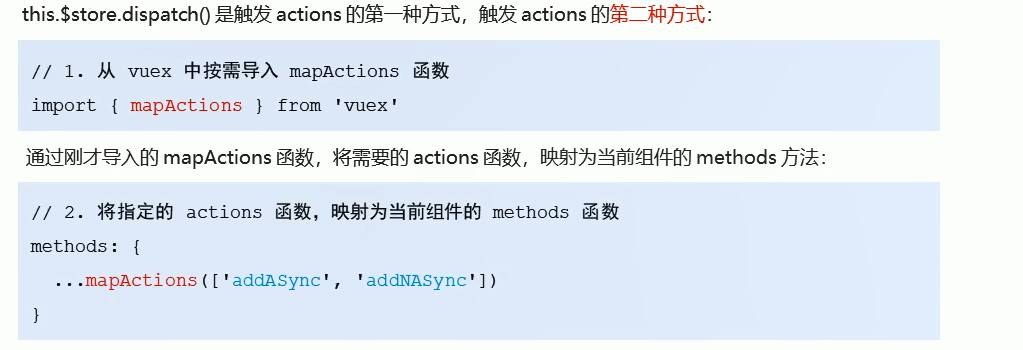 this.$store.dispatch() 是触发 actions 的第一种方式，触发 actions 的第二种方式：
// 1. 从 vuex 中按需导入 mapActions 函数
import { mapActions } from 'vuex'
通过刚才导入的 mapActions 函数，将需要的 actions 函数，映射为当前组件的 methods 方法：
// 2. 将指定的 actions 函数，映射为当前组件的 methods 函数
methods: {
  ...mapActions(['addASync', 'addNASync'])
}